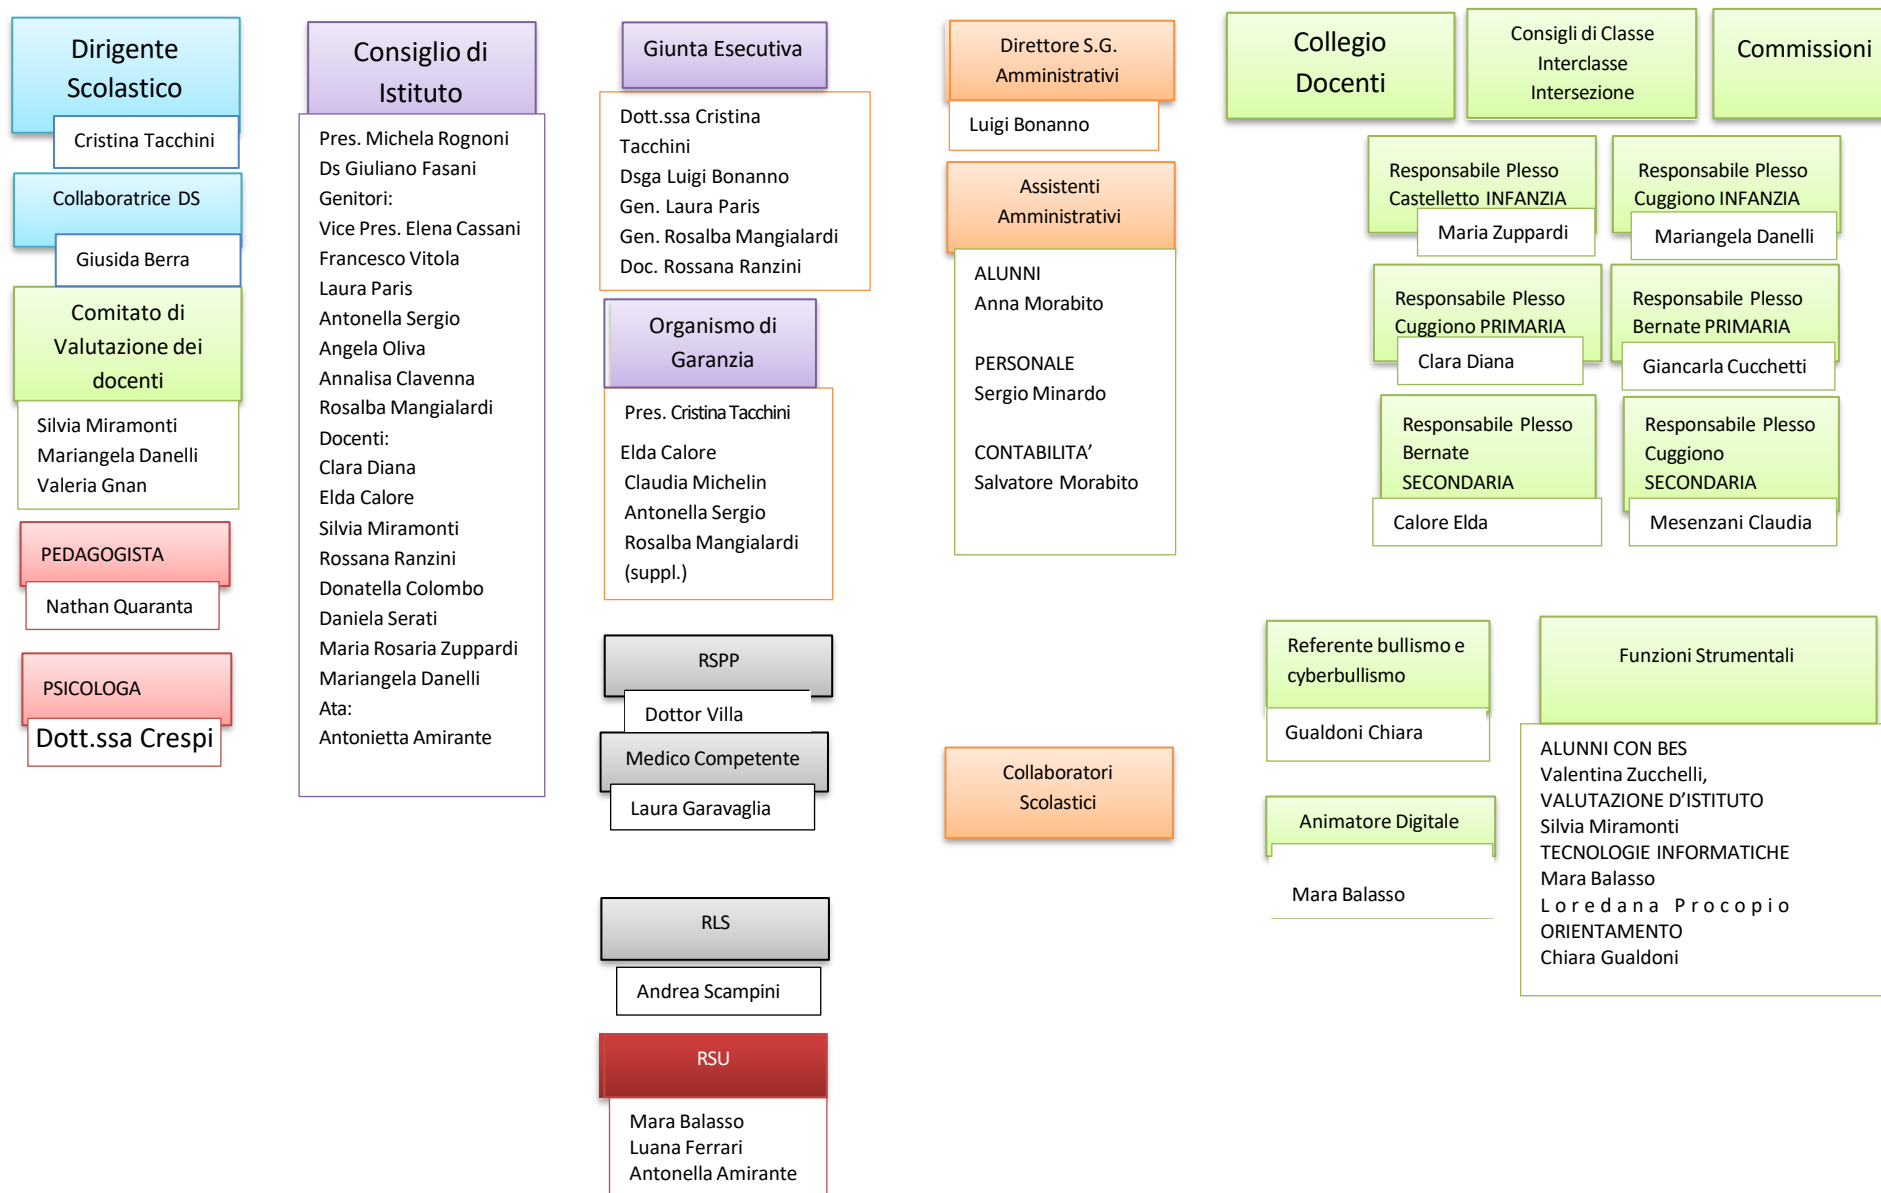 Dirigente
Scolastico
Cristina Tacchini
Collaboratrice DS
Giusida Berra
Comitato di
Valutazione dei
docenti
Silvia Miramonti
Mariangela Danelli
Valeria Gnan
PEDAGOGISTA
Nathan Quaranta
PSICOLOGA
Dott.ssa Crespi
Consiglio di
Istituto
Pres. Michela Rognoni
Ds Giuliano Fasani
Genitori:
Vice Pres. Elena Cassani
Francesco Vitola
Laura Paris
Antonella Sergio
Angela Oliva
Annalisa Clavenna
Rosalba Mangialardi
Docenti:
Clara Diana
Elda Calore
Silvia Miramonti
Rossana Ranzini
Donatella Colombo
Daniela Serati
Maria Rosaria Zuppardi
Mariangela Danelli
Ata:
Antonietta Amirante
Giunta Esecutiva
Dott.ssa Cristina
Tacchini
Dsga Luigi Bonanno
Gen. Laura Paris
Gen. Rosalba Mangialardi
Doc. Rossana Ranzini
Organismo di
Garanzia
Pres. Cristina Tacchini
Elda Calore
Claudia Michelin
Antonella Sergio
Rosalba Mangialardi
(suppl.)
RSPP
Dottor Villa
Medico Competente
Laura Garavaglia
RLS
Andrea Scampini
RSU
Mara Balasso
Luana Ferrari
Antonella Amirante
Direttore S.G.
Amministrativi
Luigi Bonanno
Assistenti
Amministrativi
ALUNNI
Anna Morabito
PERSONALE
Sergio Minardo
CONTABILITA’
Salvatore Morabito
Collaboratori
Scolastici
Collegio
Docenti
Consigli di Classe
Interclasse
Intersezione
Commissioni
Responsabile Plesso
Castelletto INFANZIA
Maria Zuppardi
Responsabile Plesso
Cuggiono INFANZIA
Mariangela Danelli
Responsabile Plesso
Cuggiono PRIMARIA
Clara Diana
Responsabile Plesso
Bernate PRIMARIA
Giancarla Cucchetti
Responsabile Plesso
Bernate
SECONDARIA
Calore Elda
Responsabile Plesso
Cuggiono
SECONDARIA
Mesenzani Claudia
Referente bullismo e
cyberbullismo
Gualdoni Chiara
Animatore Digitale
Mara Balasso
Funzioni Strumentali
ALUNNI CON BES
Valentina Zucchelli,
VALUTAZIONE D’ISTITUTO
Silvia Miramonti
TECNOLOGIE INFORMATICHE
Mara Balasso
Loredana Procopio
ORIENTAMENTO
Chiara Gualdoni